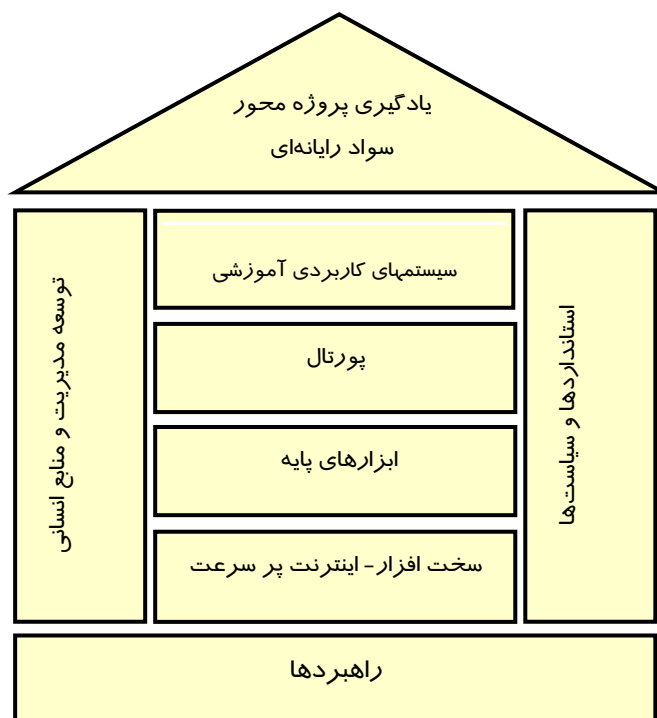 یادگیری پروژه محور
سواد رایانه‌ای
استانداردها و سیاست‌ها
سیستمهای کاربردی آموزشی
پورتال
ابزارهای پایه
سخت افزار - اینترنت پر سرعت
توسعه مدیریت و منابع انسانی
راهبردها